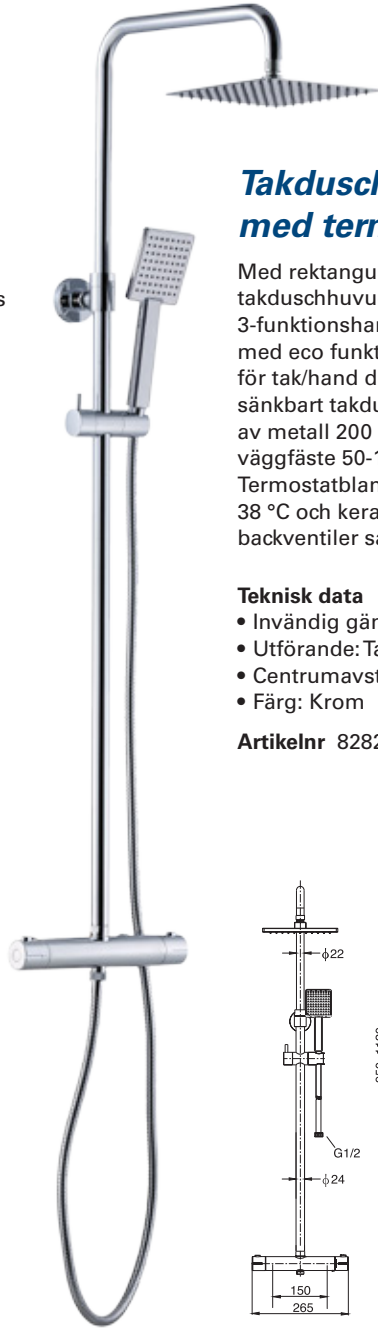 Takdusch
med term
s
Med rektangu
takduschhuvu
3-funktionshan
med eco funkt
för tak/hand d
sänkbart takdu
av metall 200
väggfäste 50-1
Termostatblan
38 °C och kera
backventiler sa
Teknisk data
• Invändig gän
• Utförande: Ta
• Centrumavst
• Färg: Krom
Artikelnr 8282
ϕ22
G1/2
ϕ24
150
265